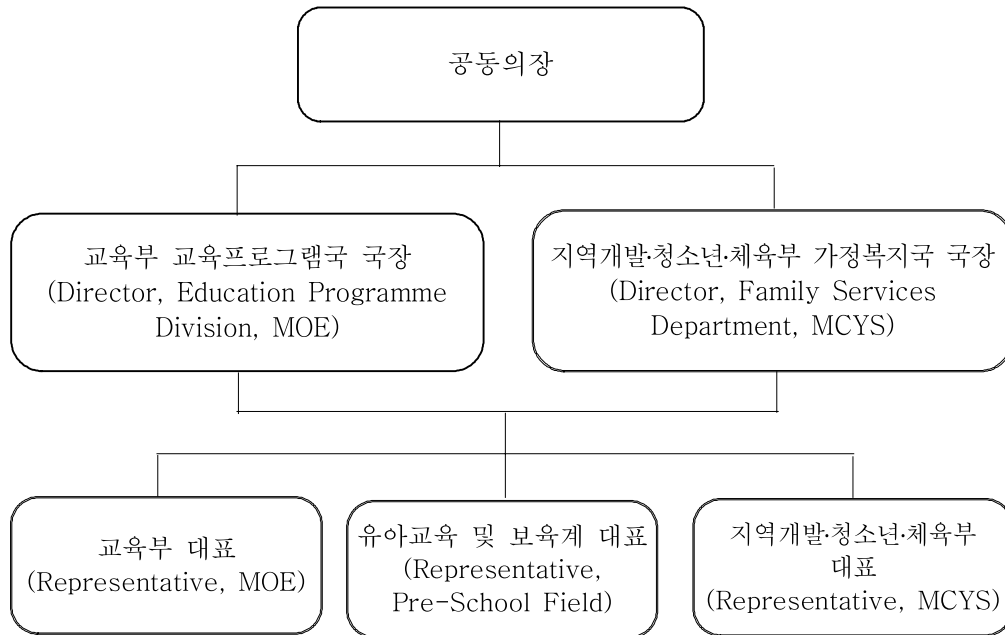 공동의장
교육부 교육프로그램국 국장
(Director, Education Programme
Division, MOE)
지역개발·청소년·체육부 가정복지국 국장
(Director, Family Services
Department, MCYS)
교육부 대표
(Representative, MOE)
유아교육 및 보육계 대표
(Representative,
Pre-School Field)
지역개발·청소년·체육부
대표
(Representative, MCYS)